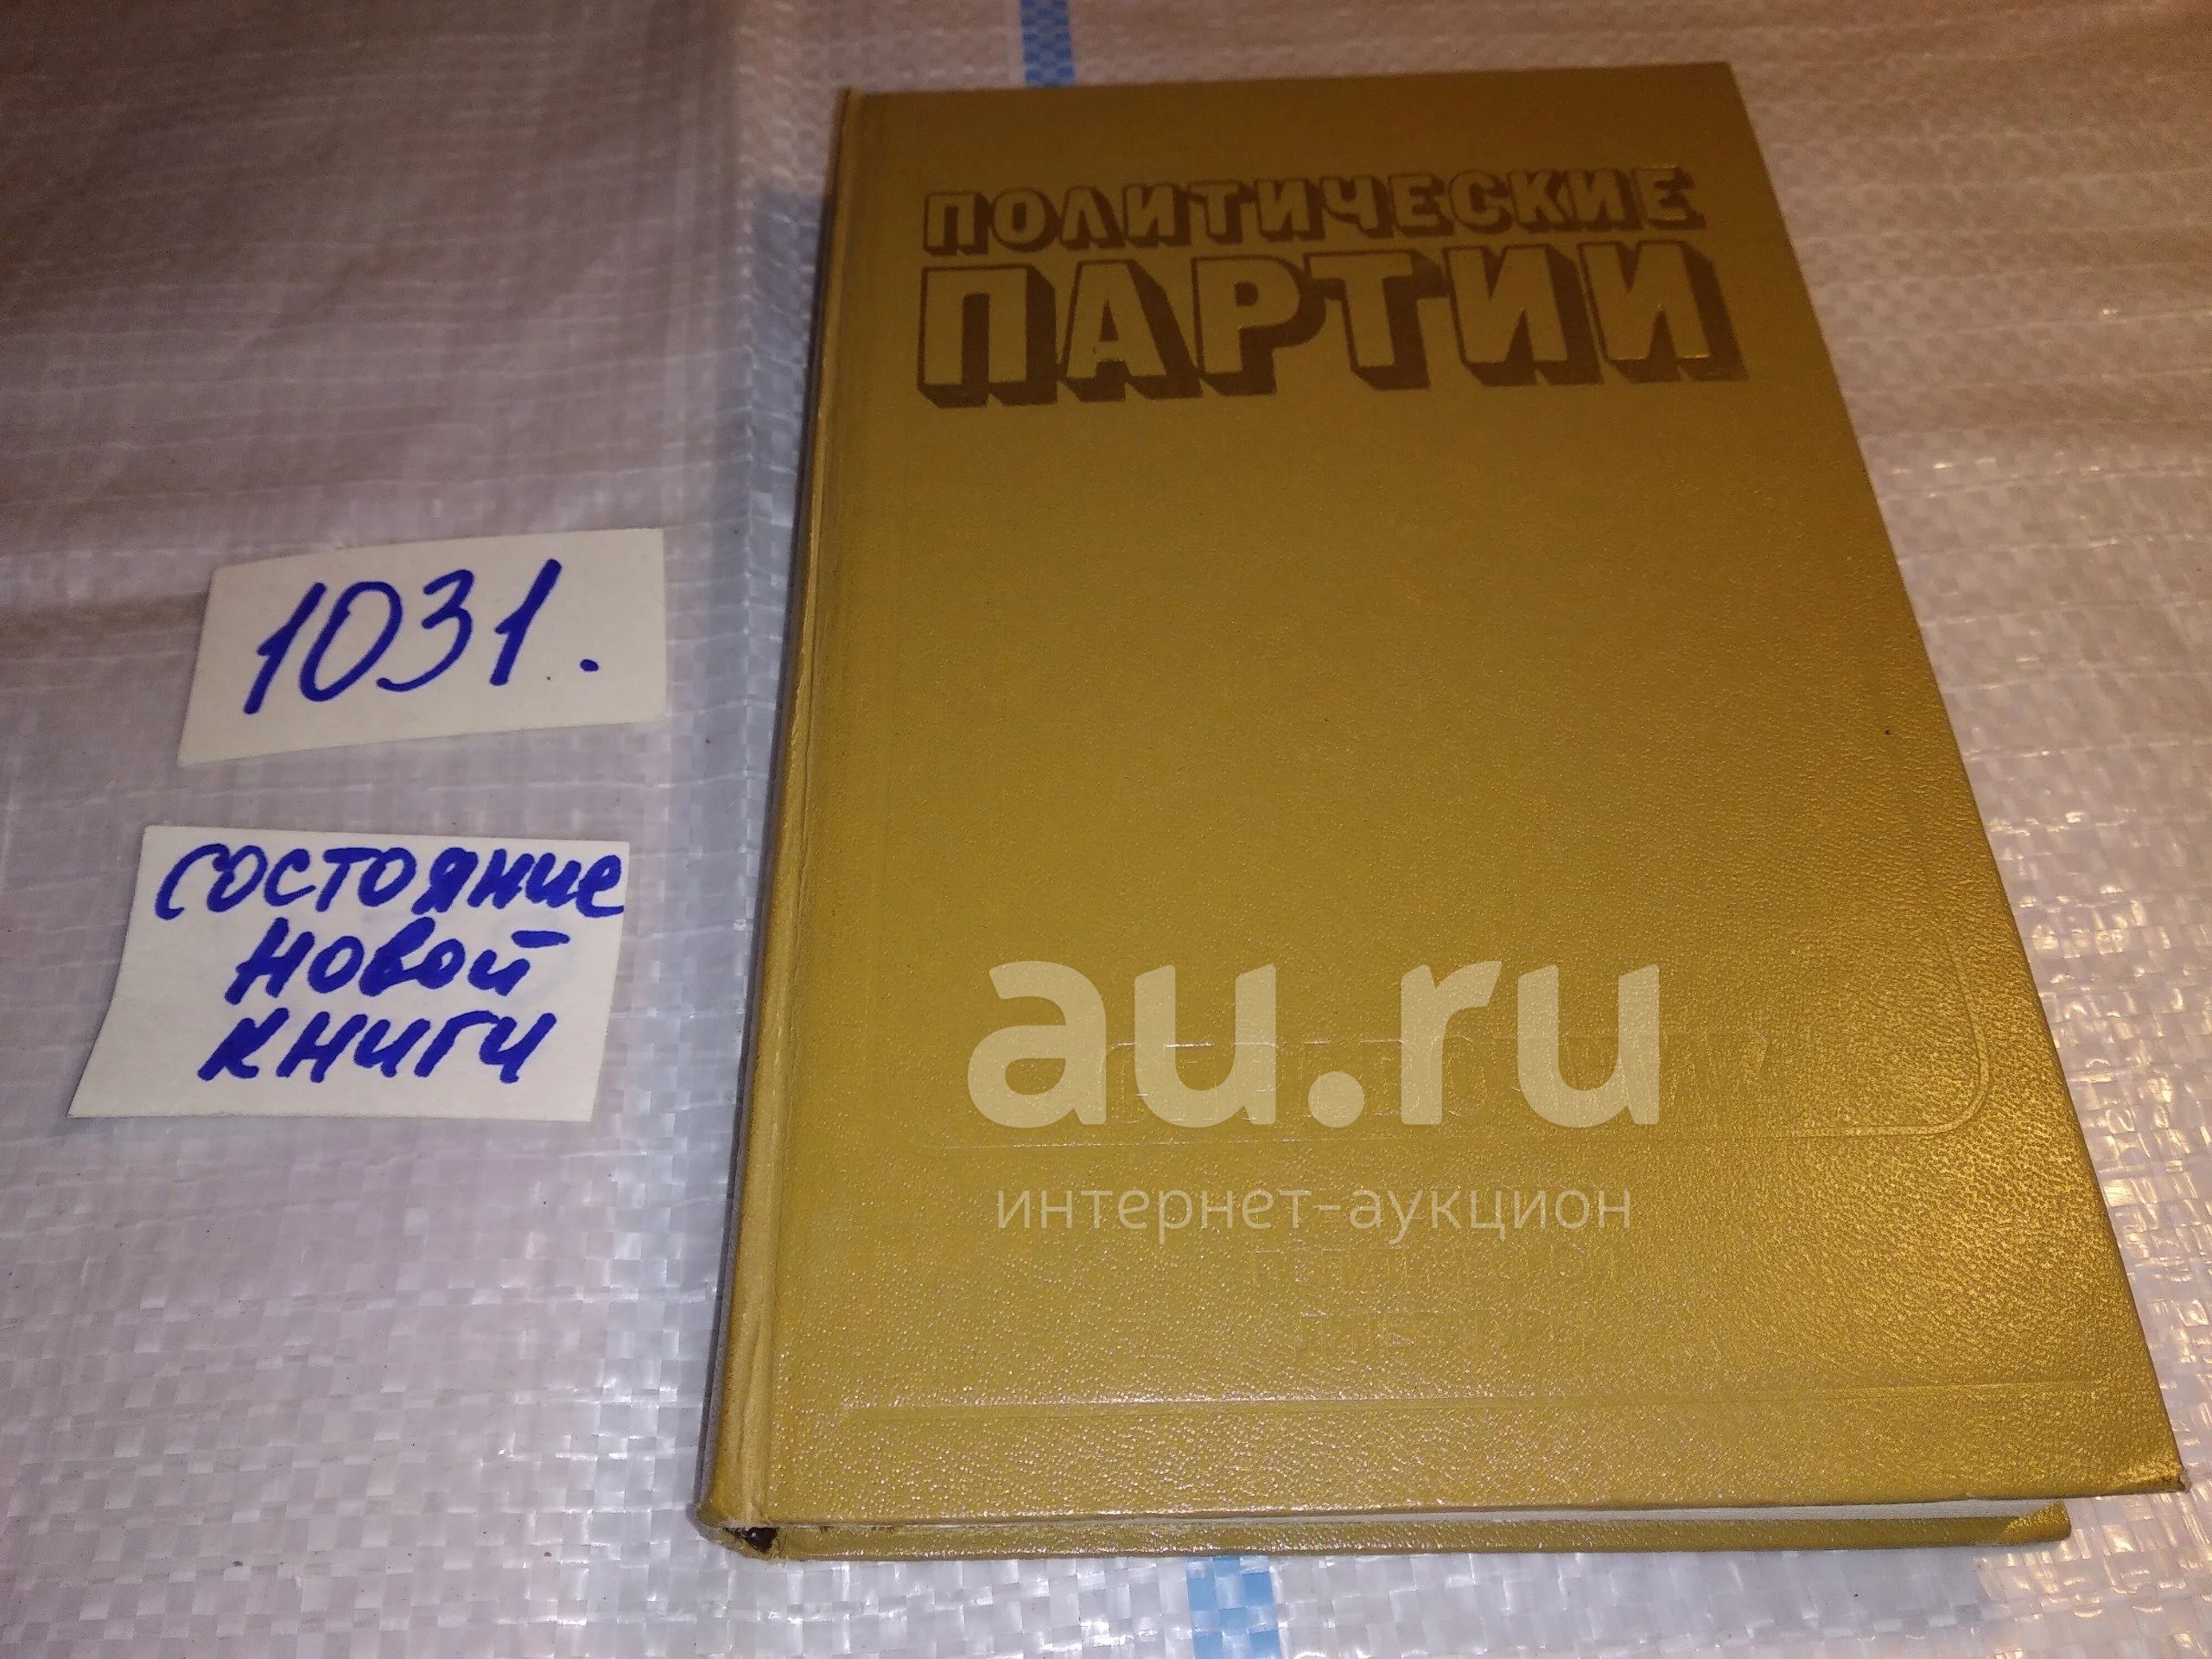 ПОЛИТИЧЕСКИЕ
ПАРТИИ
1031.
состояние
новой
книги
au.ru
интернет-аукцион